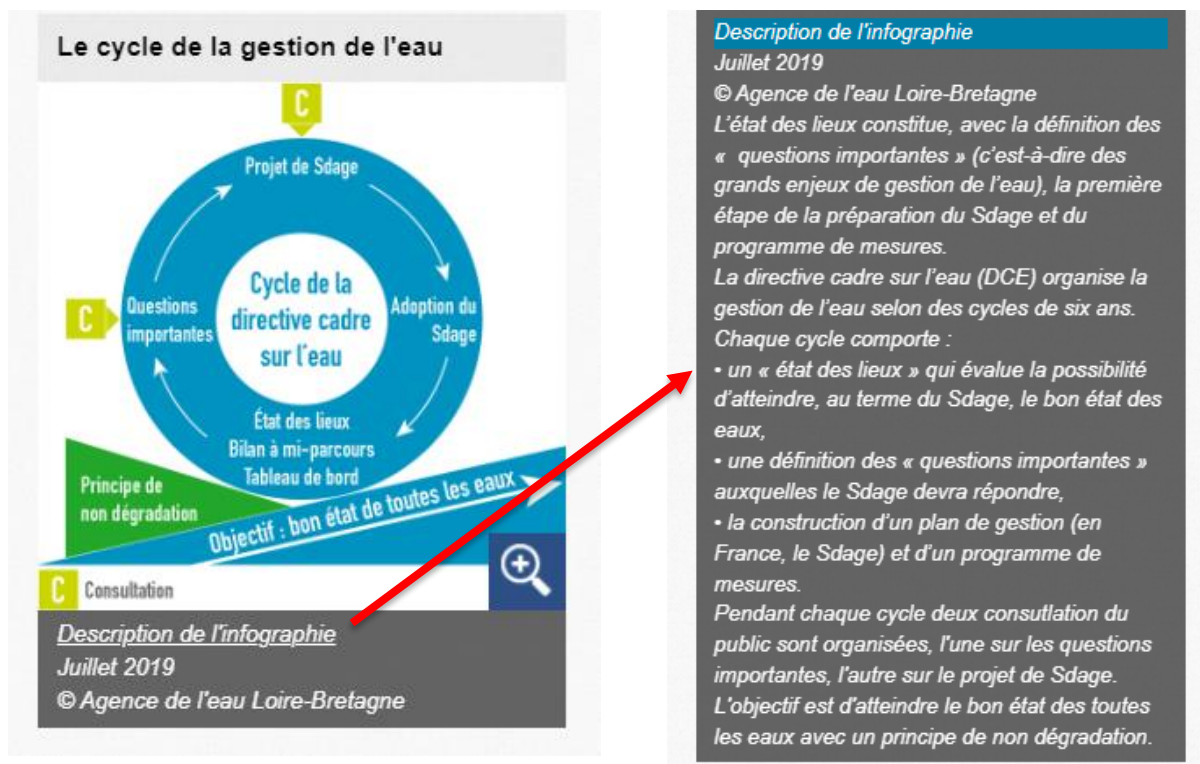 Le cycle de la gestion de l'eau
C
Projet de Sdage
Cycle de la
directive cadre
sur l'eau
C
Questions
importantes
Adoption du
Sdage
État des lieux
Bilan à mi-parcours
Tableau de bord
Principe de
non dégradation
Objectif : bon état de toutes les eaux
C Consultation
Description de l'infographie
Juillet 2019
© Agence de l'eau Loire-Bretagne
Description de l'infographie
Juillet 2019
© Agence de l'eau Loire-Bretagne
L'état des lieux constitue, avec la définition des
« questions importantes » (c'est-à-dire des
grands enjeux de gestion de l'eau), la première
étape de la préparation du Sdage et du
programme de mesures.
La directive cadre sur l'eau (DCE) organise la
gestion de l'eau selon des cycles de six ans.
Chaque cycle comporte :
• un « état des lieux » qui évalue la possibilité
d'atteindre, au terme du Sdage, le bon état des
eaux,
• une définition des « questions importantes »
auxquelles le Sdage devra répondre,
• la construction d'un plan de gestion (en
France, le Sdage) et d'un programme de
mesures.
Pendant chaque cycle deux consutlation du
public sont organisées, l'une sur les questions
importantes, l'autre sur le projet de Sdage.
L'objectif est d'atteindre le bon état des toutes
les eaux avec un principe de non dégradation.